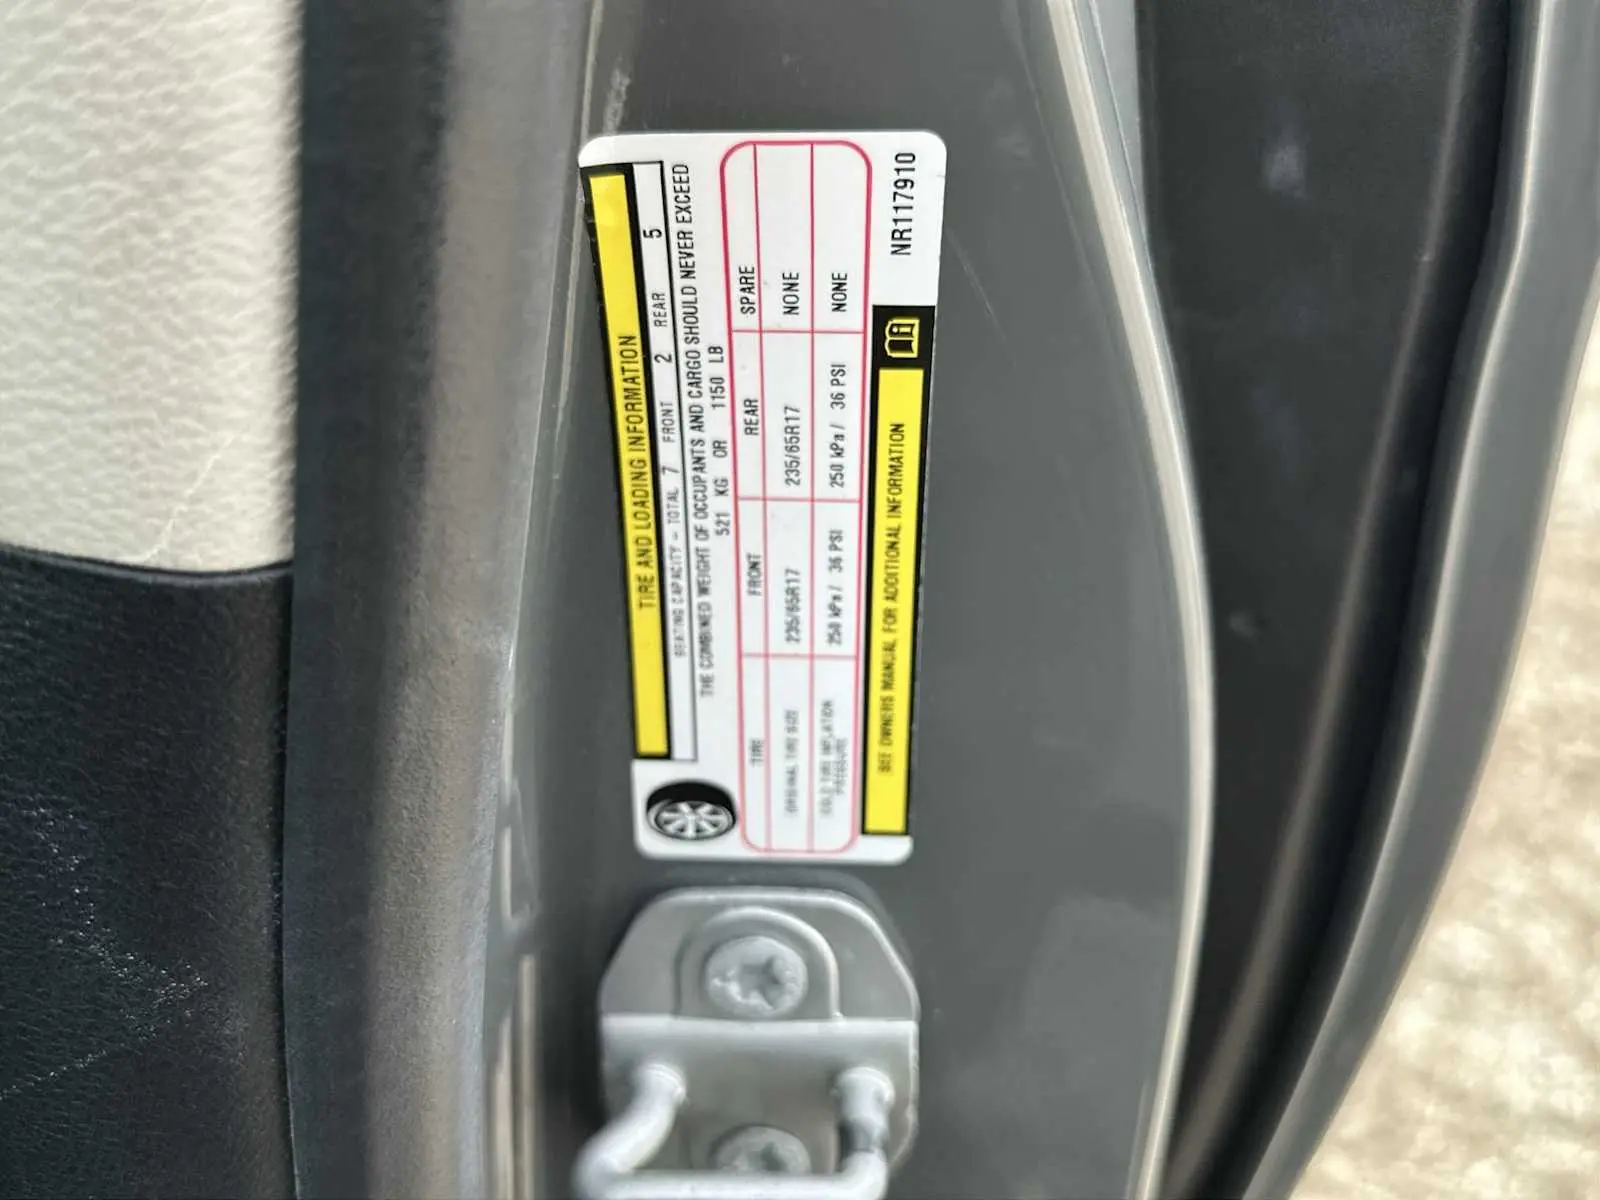 TIRE AND LOADING INFORMATION
SEATING CAPACITY - TOTAL 7 FRONT 2 REAR 5
THE COMBINED WEIGHT OF OCCUPANTS AND CARGO SHOULD NEVER EXCEED
521 KG OR 1150 LB
TIRE FRONT REAR SPARE
ORIGINAL TIRE SIZE 235/65R17 235/65R17 NONE
COLD TIRE INFLATION
PRESSURE 250 kPa/ 36 PSI 250 kPa/ 36 PSI NONE
SEE OWNERS MANUAL FOR ADDITIONAL INFORMATION
NR117910